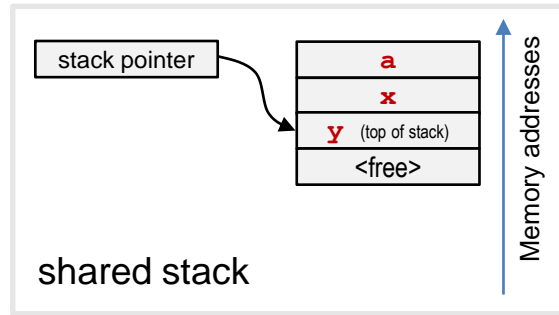 stack pointer
a
x
y (top of stack)
<free>
shared stack
Memory addresses